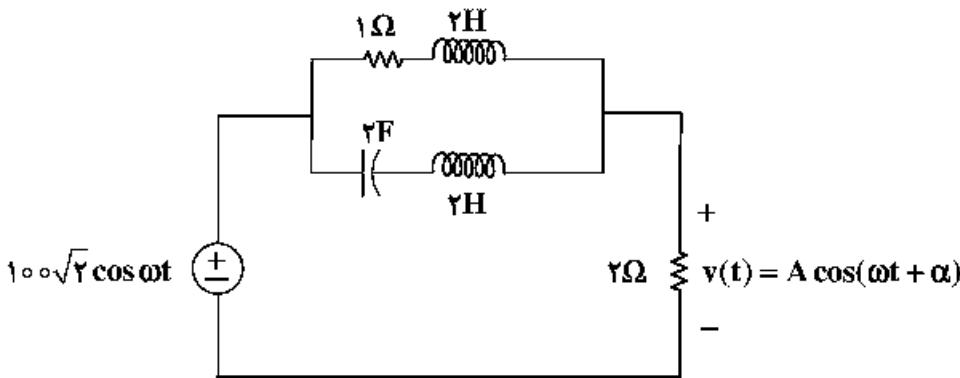 ۱Ω
۲H
۲F
۲H
۱۰۰√۲ cos ωt
+
−
۲Ω
+
v(t) = A cos(ωt + α)
−